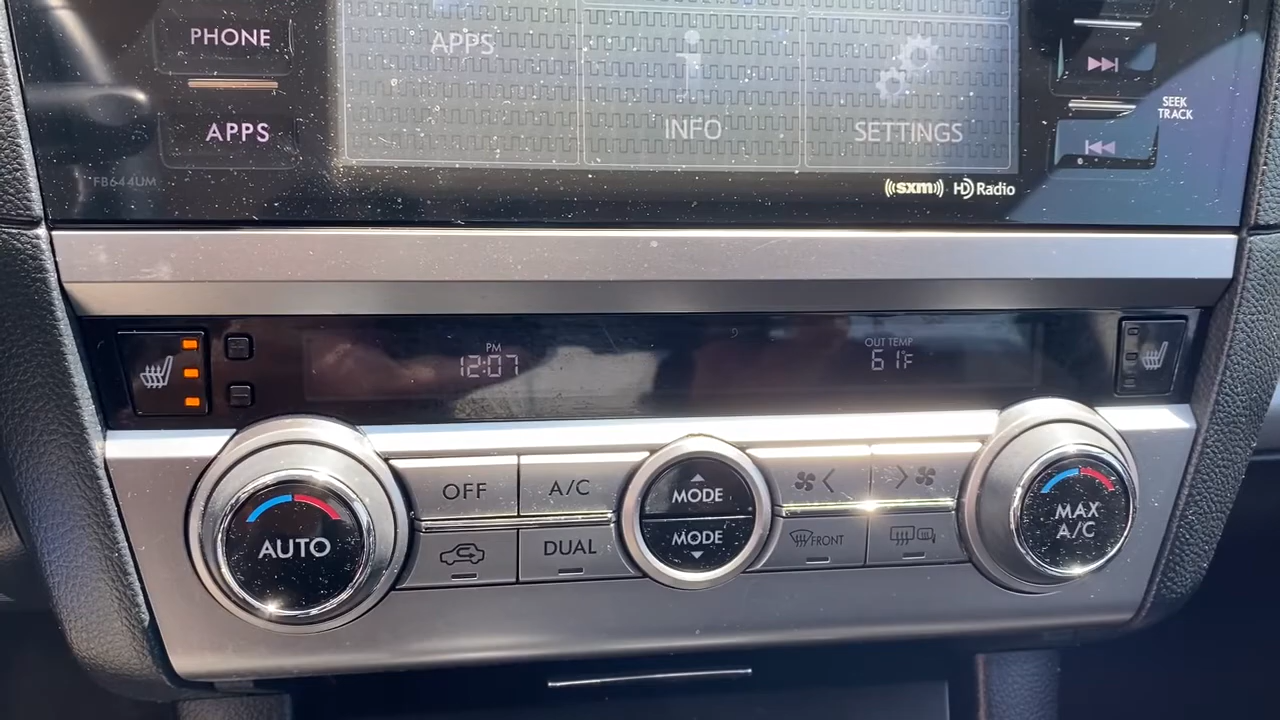 PHONE
APPS
FB644UM
APPS
INFO
SETTINGS
SEEK
TRACK
((sxm)) HD Radio
PM
12:07
OUT TEMP
61°F
AUTO
OFF
A/C
DUAL
MODE
MODE
FRONT
MAX
A/C